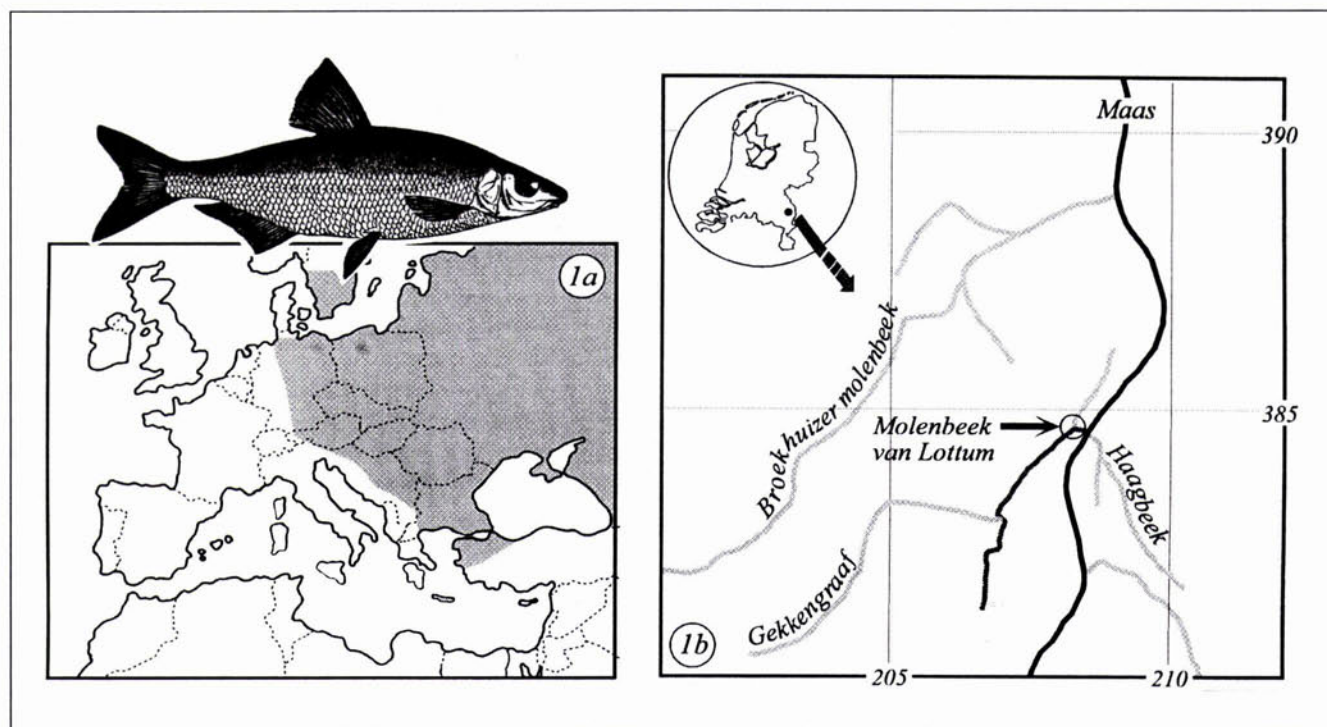 1a
Maas
390
Broekhuizer molenbeek
385
Molenbeek
van Lottum
Haagbeek
Gekkengraaf
1b
205
210